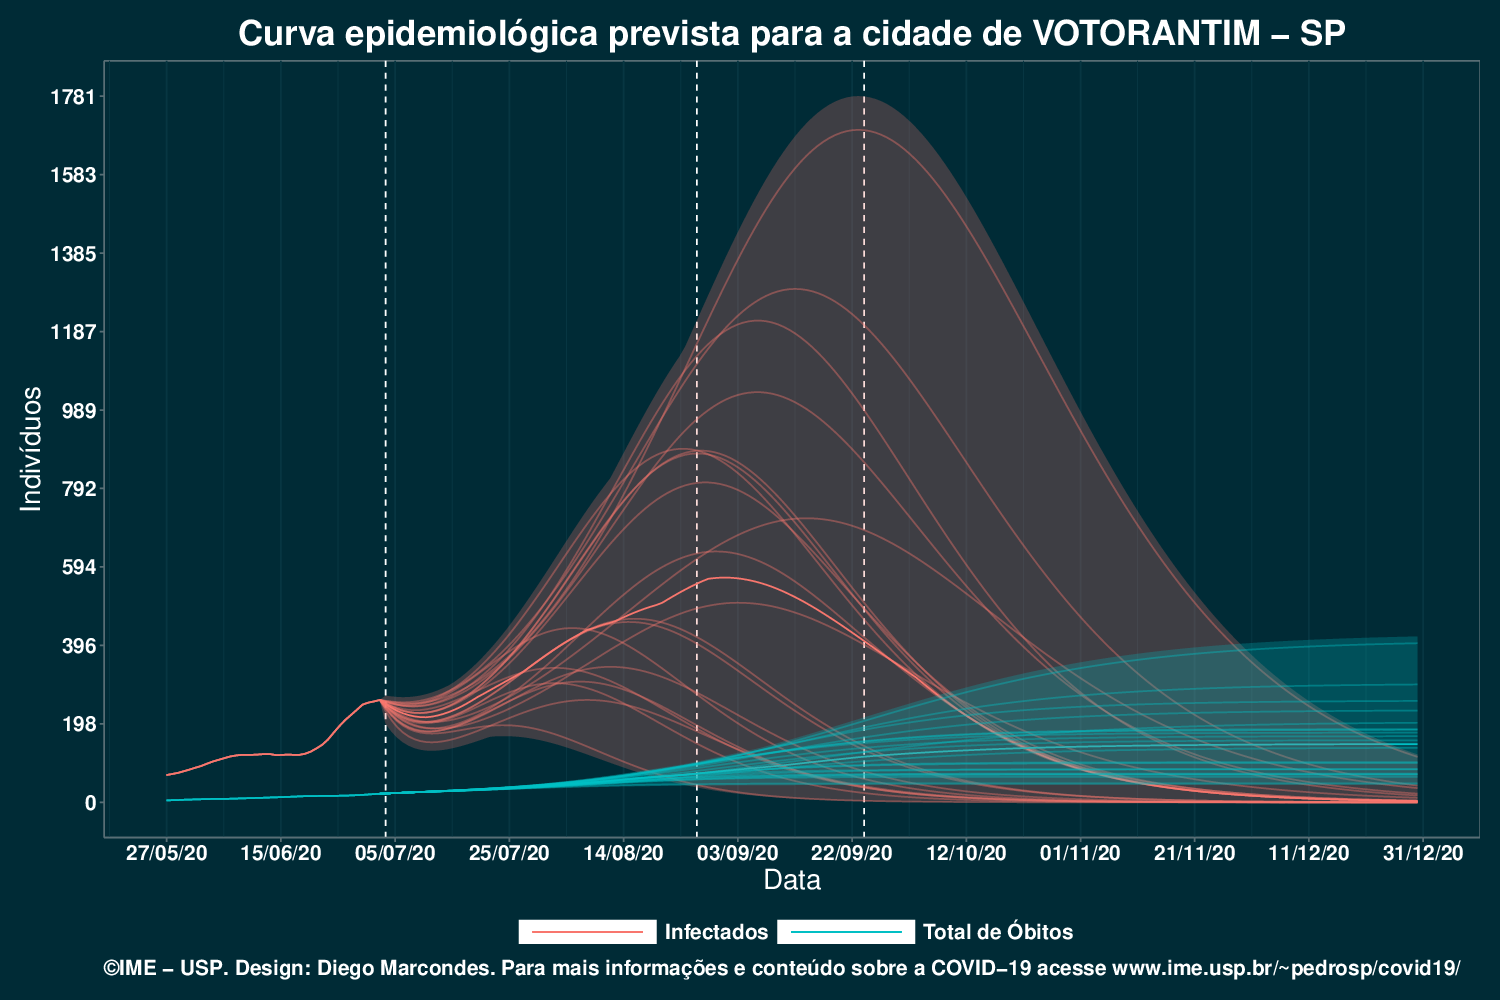 Curva epidemiológica prevista para a cidade de VOTORANTIM – SP
Indivíduos
1781
1583
1385
1187
989
792
594
396
198
0
27/05/20 15/06/20 05/07/20 25/07/20 14/08/20 03/09/20 22/09/20 12/10/20 01/11/20 21/11/20 11/12/20 31/12/20
Data
Infectados Total de Óbitos
©IME – USP. Design: Diego Marcondes. Para mais informações e conteúdo sobre a COVID–19 acesse www.ime.usp.br/~pedrosp/covid19/